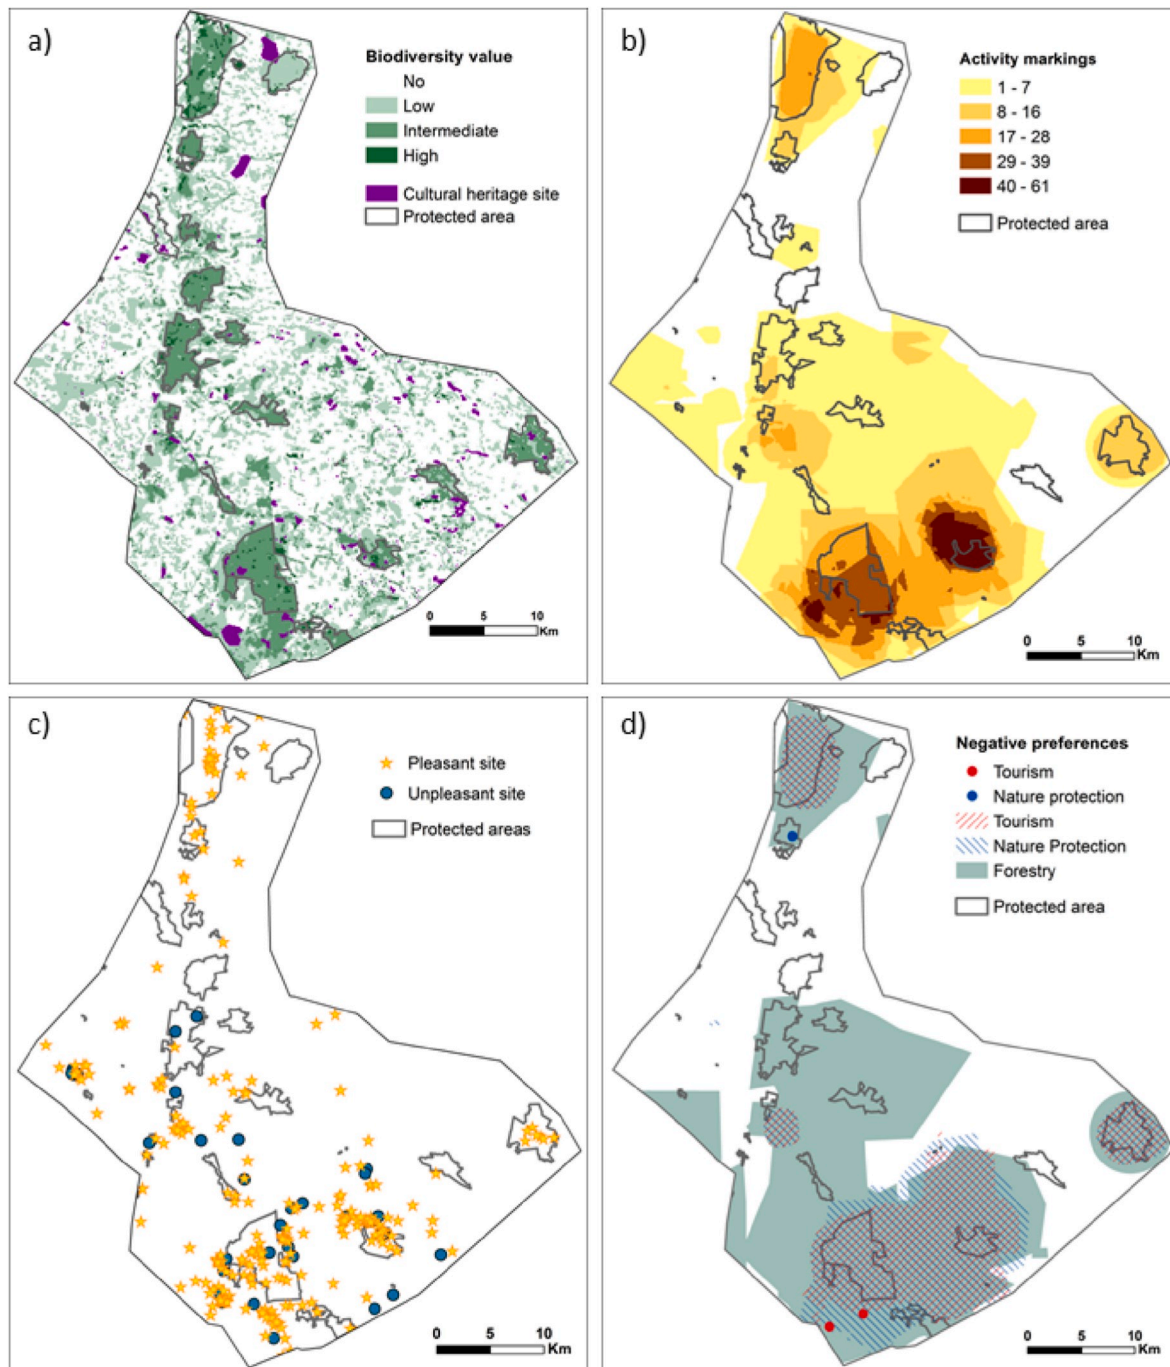 a)
Biodiversity value
No
Low
Intermediate
High
Cultural heritage site
Protected area
0 5 10
Km
b)
Activity markings
1 - 7
8 - 16
17 - 28
29 - 39
40 - 61
Protected area
0 5 10
Km
c)
Pleasant site
Unpleasant site
Protected areas
0 5 10
Km
d)
Negative preferences
Tourism
Nature protection
Tourism
Nature Protection
Forestry
Protected area
0 5 10
Km